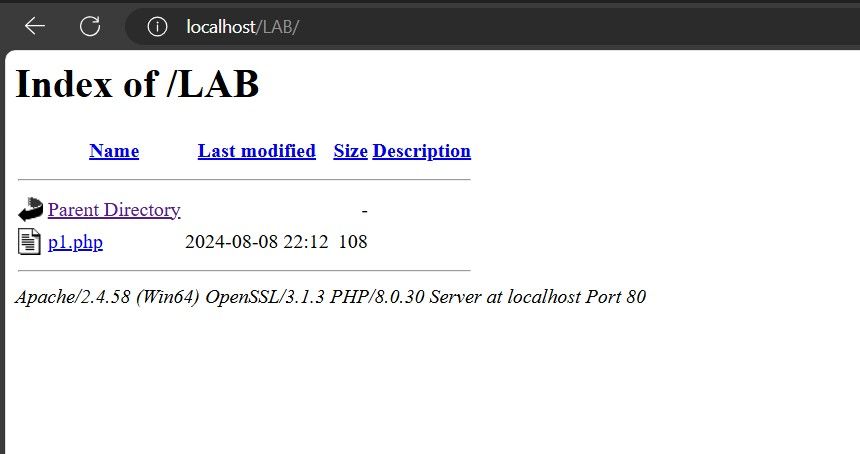 localhost/LAB/
Index of /LAB
Name Last modified Size Description
Parent Directory -
p1.php 2024-08-08 22:12 108
Apache/2.4.58 (Win64) OpenSSL/3.1.3 PHP/8.0.30 Server at localhost Port 80